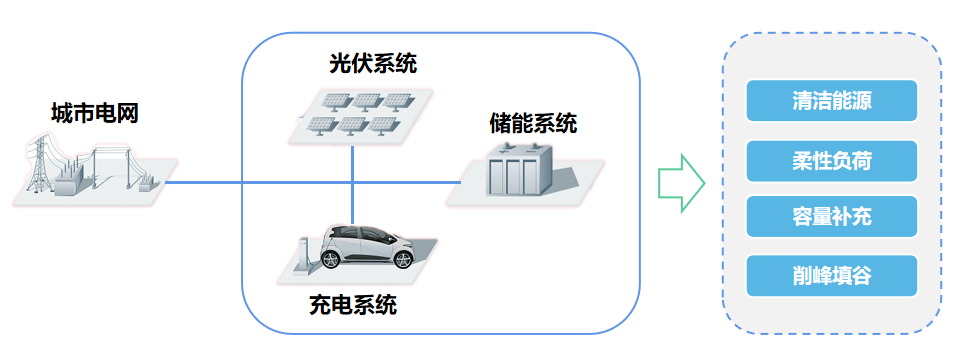 光伏系统
城市电网
储能系统
充电系统
清洁能源
柔性负荷
容量补充
削峰填谷